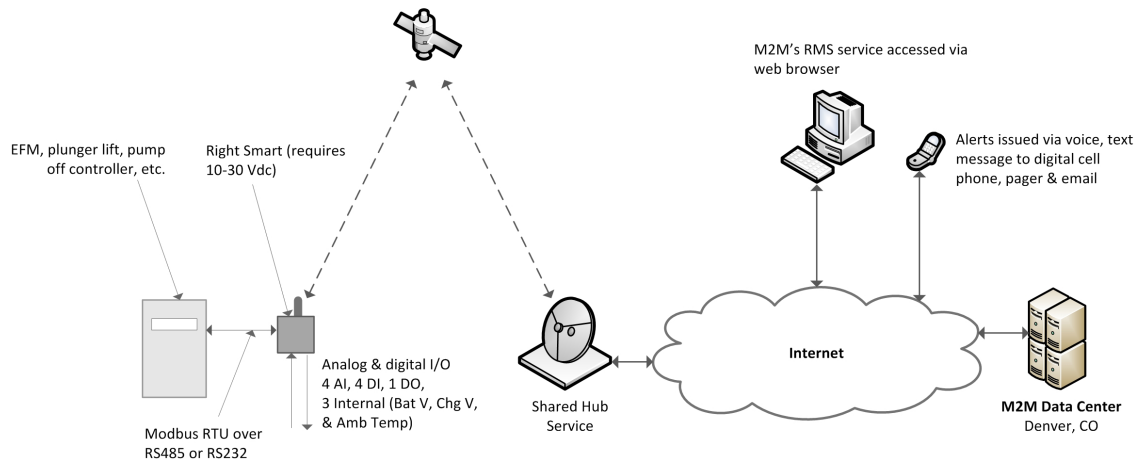 M2M’s RMS service accessed via
web browser
EFM, plunger lift, pump
off controller, etc.
Right Smart (requires
10-30 Vdc)
Alerts issued via voice, text
message to digital cell
phone, pager & email
Internet
Analog & digital I/O
4 AI, 4 DI, 1 DO,
3 Internal (Bat V, Chg V,
& Amb Temp)
Modbus RTU over
RS485 or RS232
Shared Hub
Service
M2M Data Center
Denver, CO